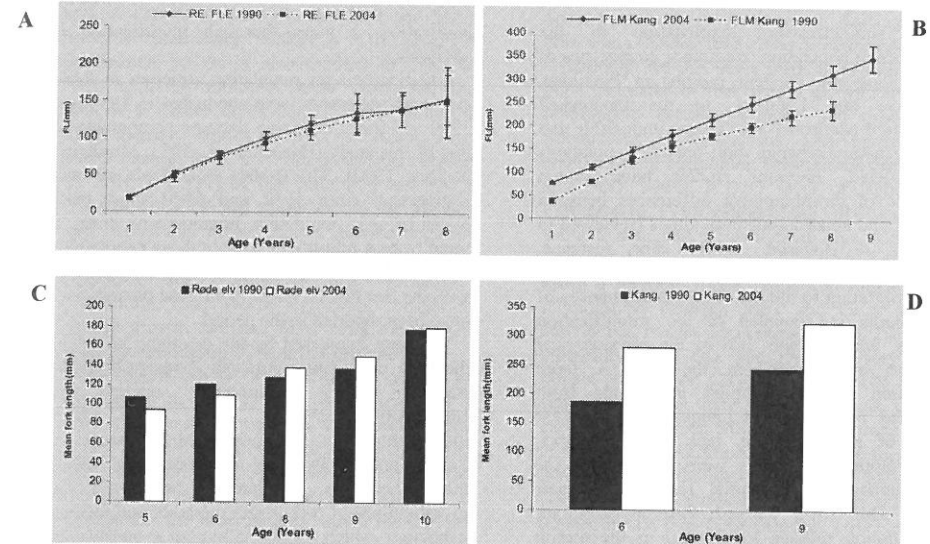 A
RE. FLE 1990 RE. FLE 2004
FL(mm)
250
200
150
100
50
0
1 2 3 4 5 6 7 8
Age (Years)
FLM Kang. 2004 FLM Kang. 1990
B
FL(mm)
400
350
300
250
200
150
100
50
0
1 2 3 4 5 6 7 8 9
Age (Years)
C
Røde elv 1990 Røde elv 2004
Mean fork length(mm)
200
180
160
140
120
100
80
60
40
20
0
5 6 8 9 10
Age (Years)
Kang. 1990 Kang. 2004
D
Mean fork length(mm)
350
300
250
200
150
100
50
0
6 9
Age (Years)